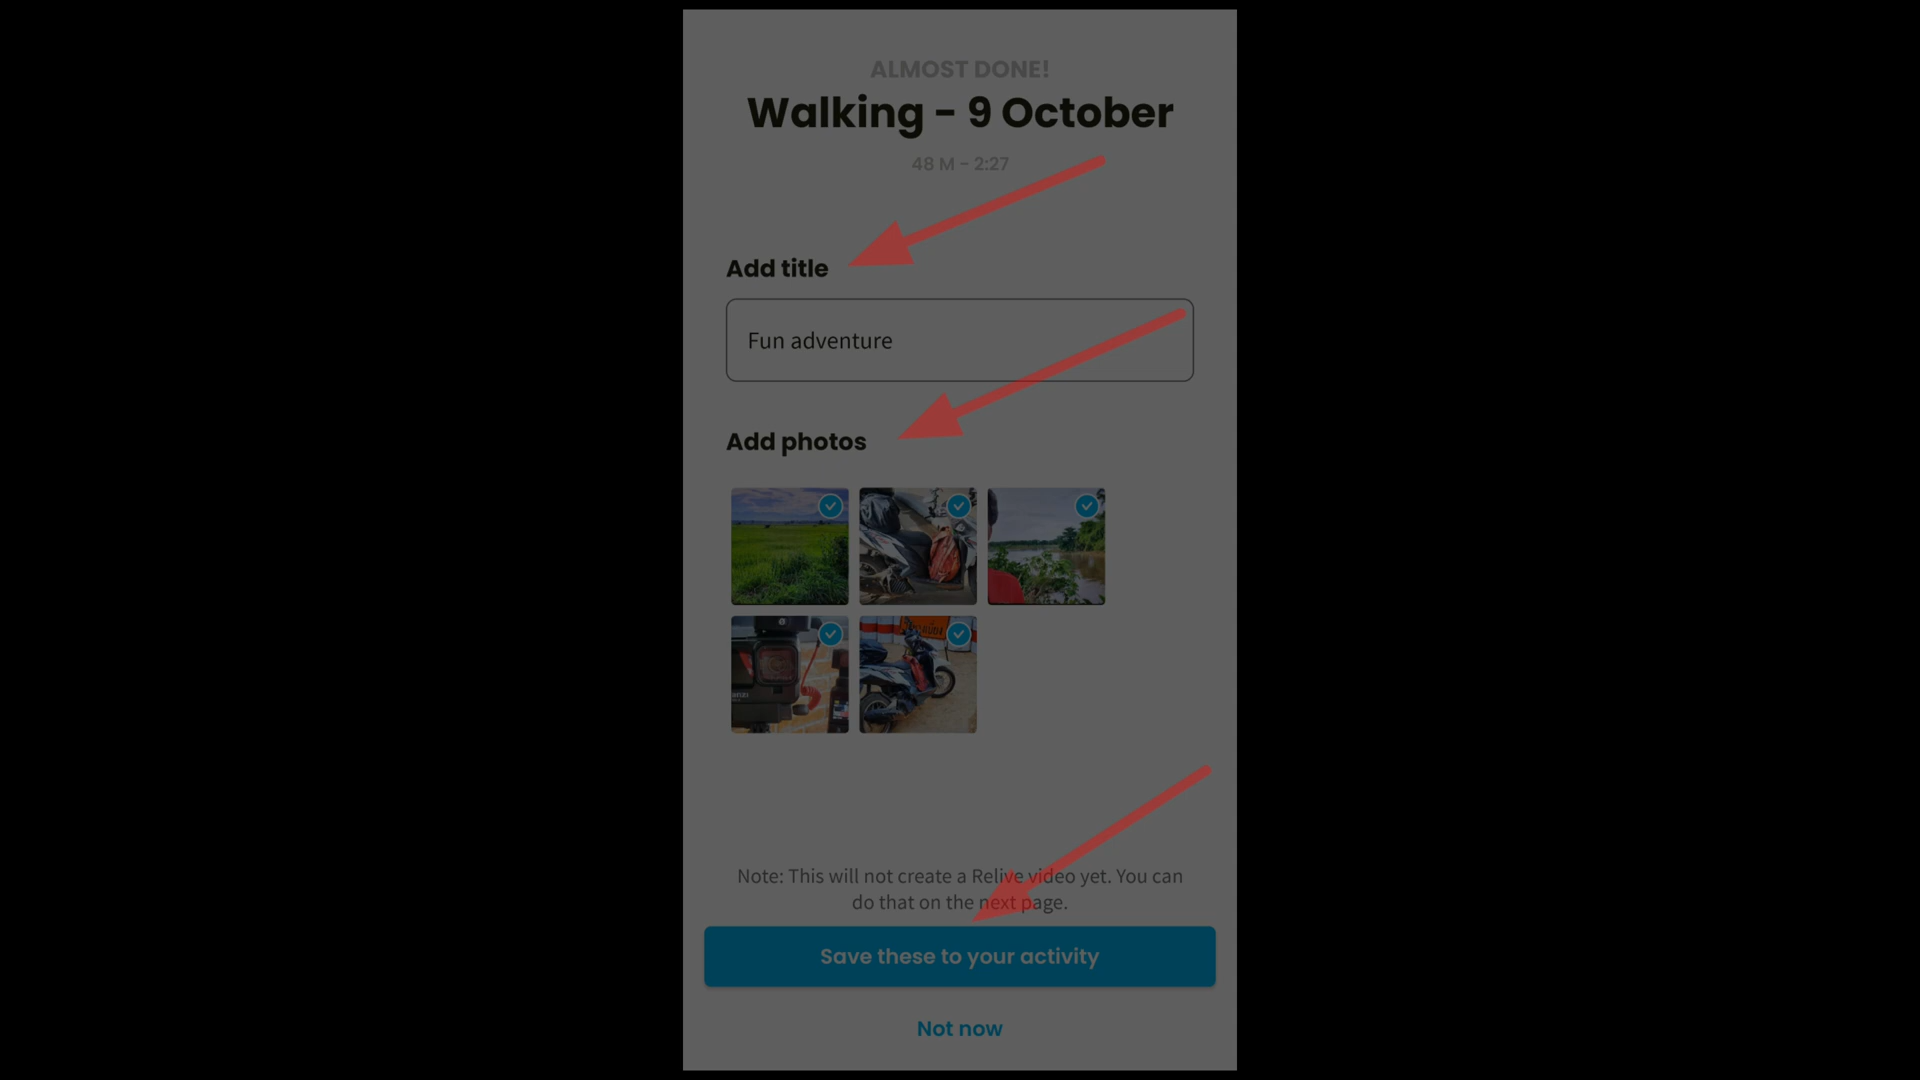 ALMOST DONE!
Walking - 9 October
48 M - 2:27
Add title
Fun adventure
Add photos
anzi
Note: This will not create a Relive video yet. You can
do that on the next page.
Save these to your activity
Not now